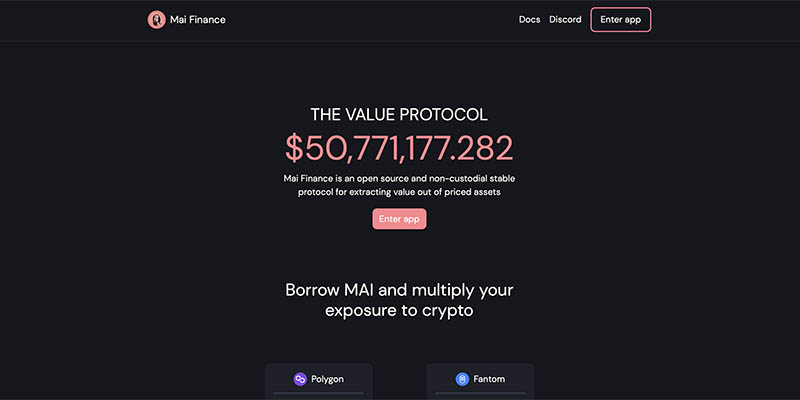 Mai Finance
Docs
Discord
Enter app
THE VALUE PROTOCOL
$50,771,177.282
Mai Finance is an open source and non-custodial stable
protocol for extracting value out of priced assets
Enter app
Borrow MAI and multiply your
exposure to crypto
Polygon
Fantom